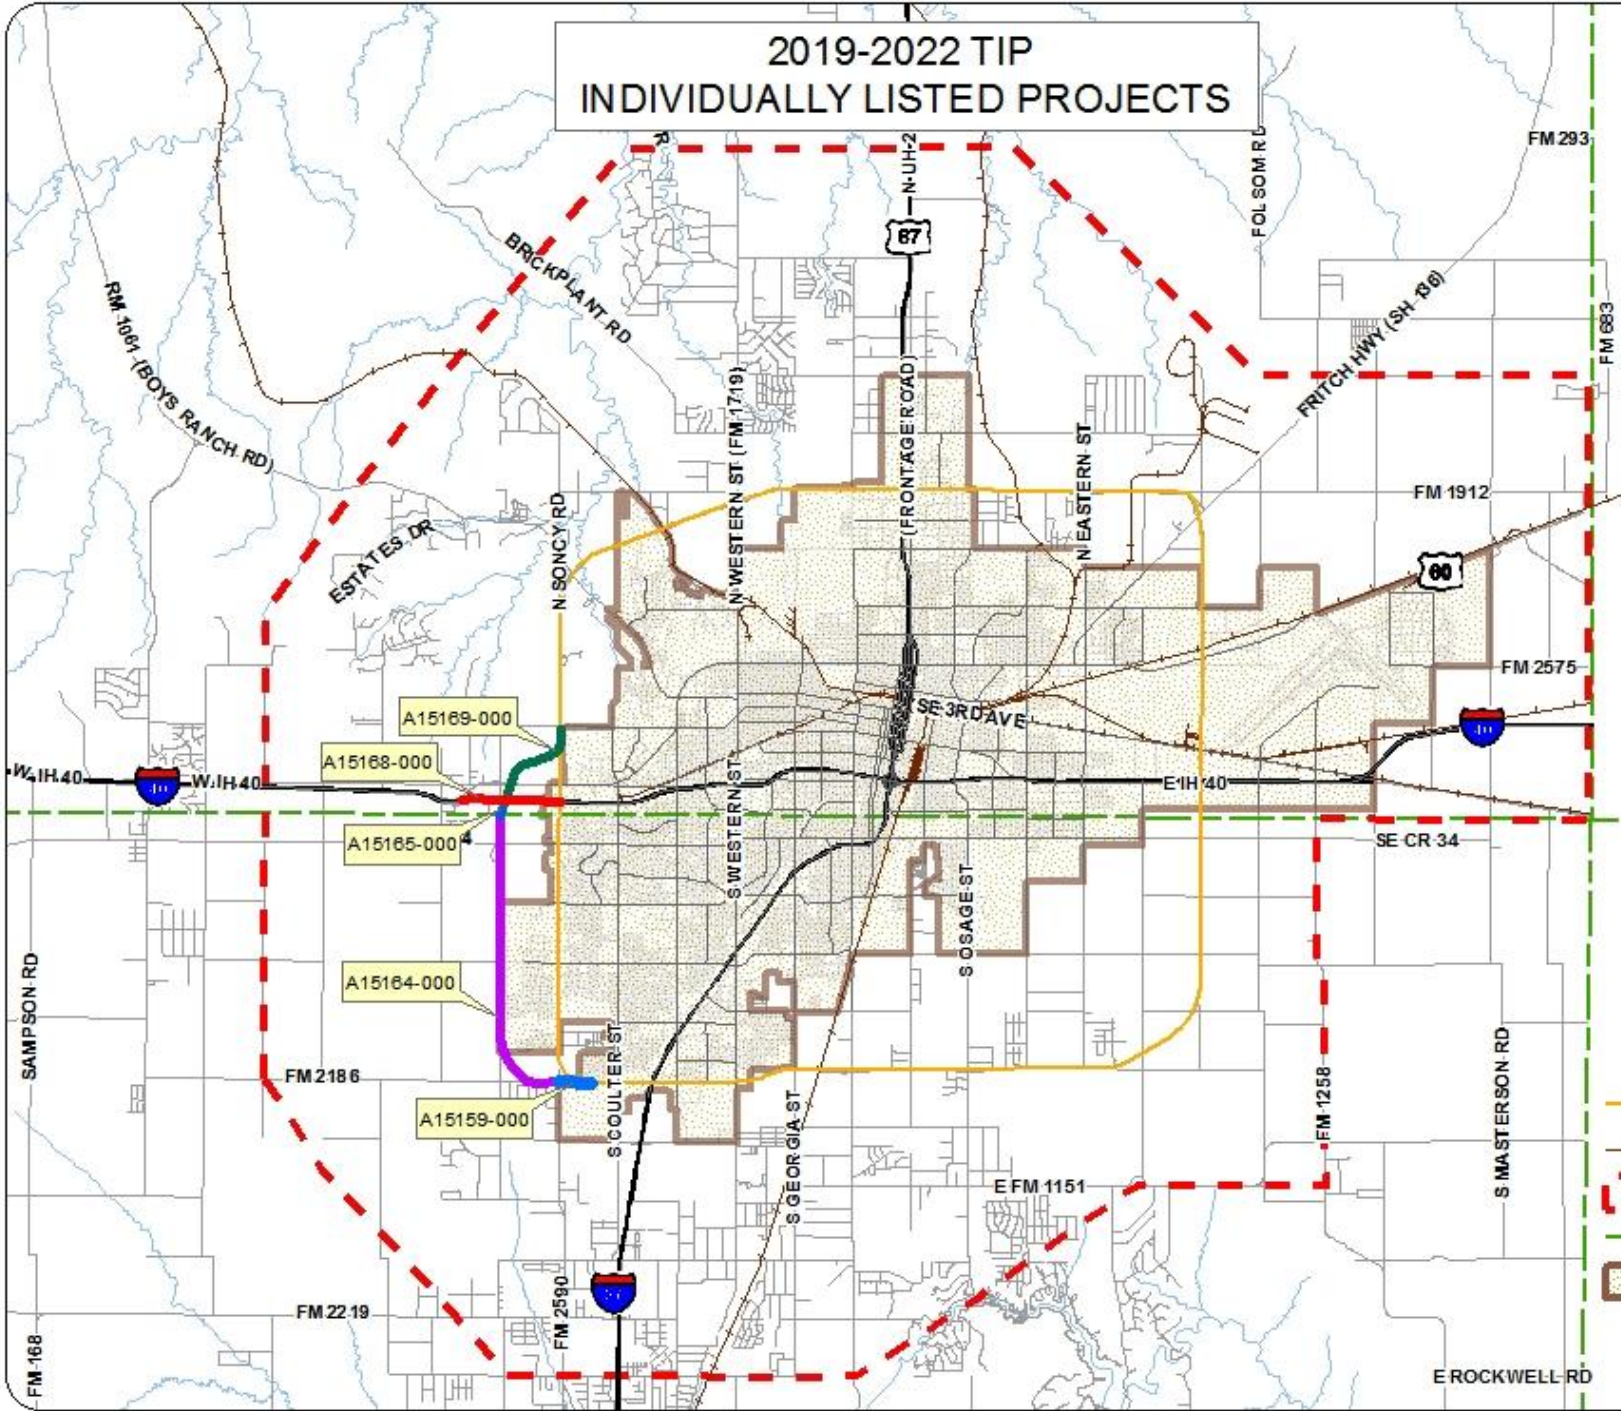 2019-2022 TIP
INDIVIDUALLY LISTED PROJECTS
R
N UH-2
FOLSOM RD
FM 293
87
BRICKPLANT RD
RM 1061 (BOYS RANCH RD)
FRITCH HWY (SH 136)
FM 683
(FRONTAGE ROAD)
N WESTERN ST (FM 1719)
N EASTERN ST
FM 1912
N SONCY RD
ESTATES DR
60
FM 2575
A15169-000
SE 3RD AVE
40
A15168-000
W IH 40
40
W IH 40
E IH 40
S WESTERN ST
A15165-000
4
SE CR 34
S OSAGE ST
A15164-000
SAMPSON RD
S COULTER ST
FM 2186
S MASTERSON RD
FM 1258
A15159-000
S GEORGIA ST
E FM 1151
FM 2590
FM 2219
FM 168
E ROCKWELL RD